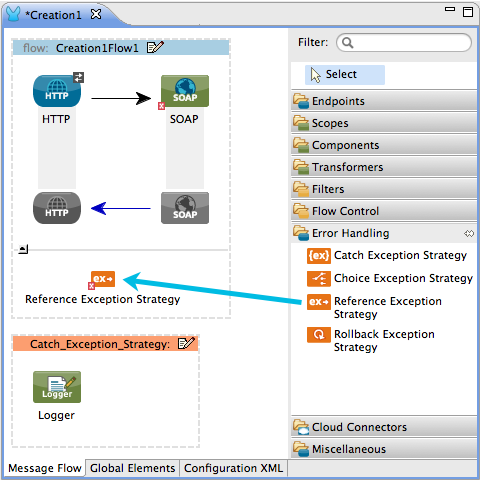 *Creation1
flow: Creation1Flow1
HTTP
SOAP
HTTP
SOAP
HTTP
SOAP
ex
Reference Exception Strategy
Catch_Exception_Strategy:
Logger
Logger
Filter:
Select
Endpoints
Scopes
Components
Transformers
Filters
Flow Control
Error Handling
{ex} Catch Exception Strategy
Choice Exception Strategy
ex Reference Exception
Strategy
Rollback Exception
Strategy
Cloud Connectors
Miscellaneous
Message Flow Global Elements Configuration XML